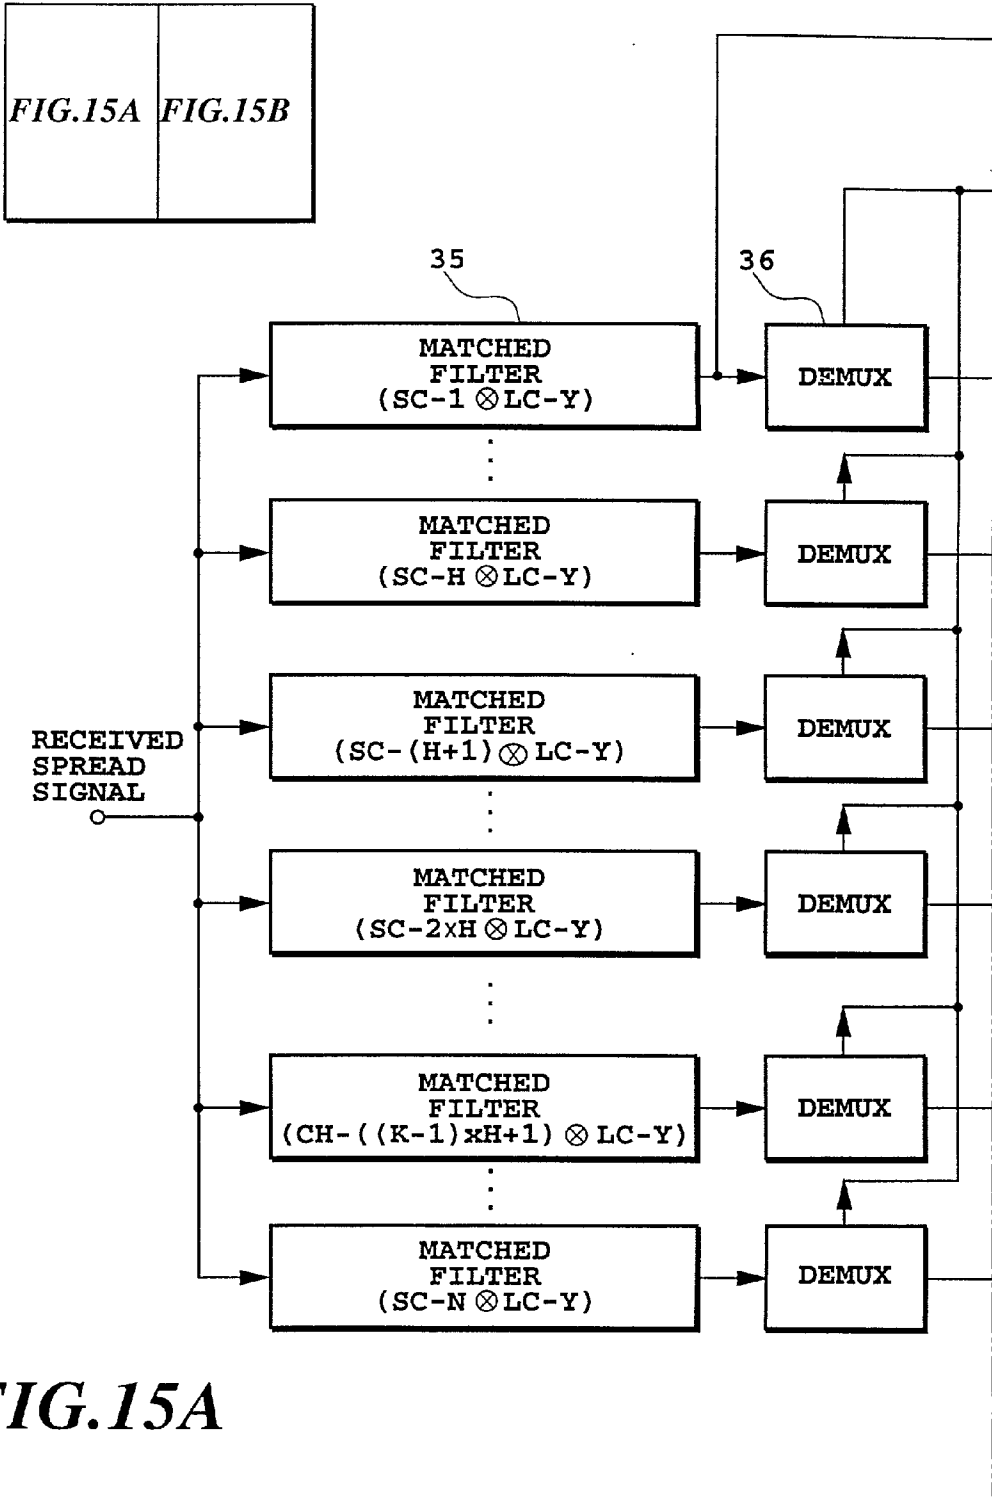 FIG.15A FIG.15B
35
36
MATCHED
FILTER
(SC-1⊗LC-Y)
DEMUX
MATCHED
FILTER
(SC-H⊗LC-Y)
DEMUX
MATCHED
FILTER
(SC-(H+1)⊗LC-Y)
DEMUX
RECEIVED
SPREAD
SIGNAL
MATCHED
FILTER
(SC-2xH⊗LC-Y)
DEMUX
MATCHED
FILTER
(CH-((K-1)xH+1)⊗LC-Y)
DEMUX
MATCHED
FILTER
(SC-N⊗LC-Y)
DEMUX
FIG.15A